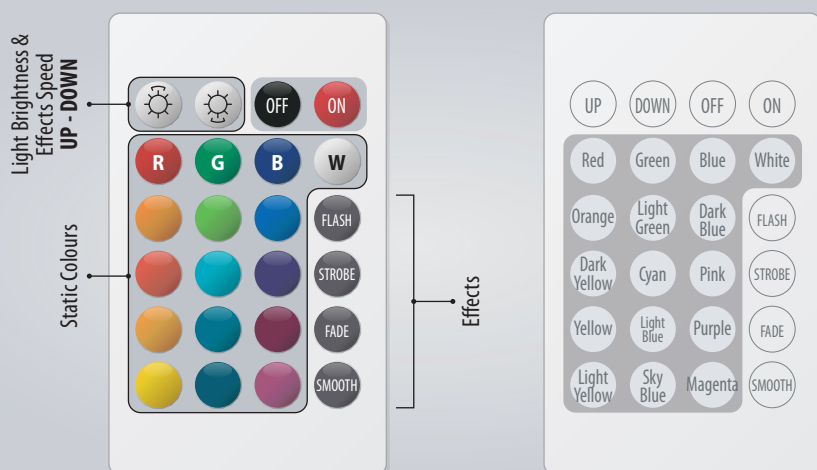 Light Brightness &
Effects Speed
UP - DOWN
OFF
ON
R
G
B
W
FLASH
STROBE
FADE
SMOOTH
Static Colours
Effects
UP
DOWN
OFF
ON
Red
Green
Blue
White
Orange
Light
Green
Dark
Blue
FLASH
Dark
Yellow
Cyan
Pink
STROBE
Yellow
Light
Blue
Purple
FADE
Light
Yellow
Sky
Blue
Magenta
SMOOTH